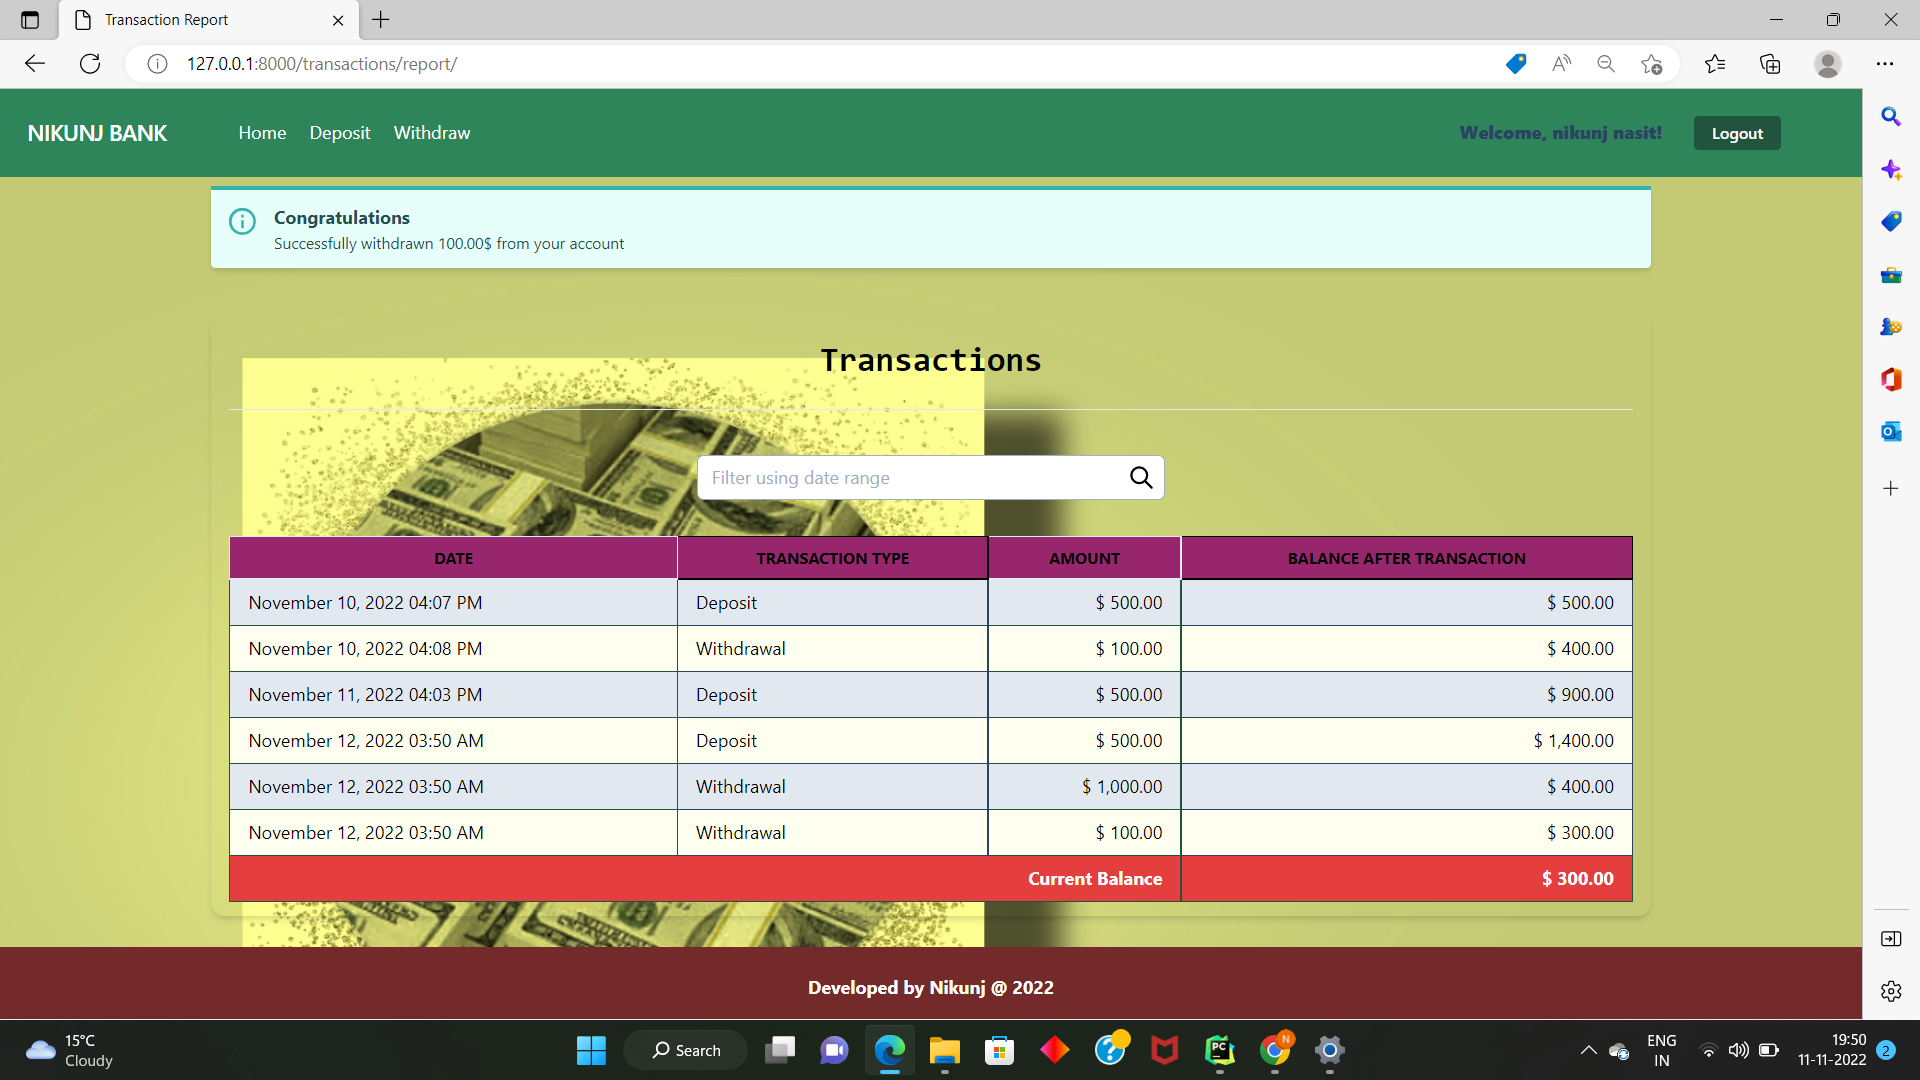 Transaction Report
127.0.0.1:8000/transactions/report/
NIKUNJ BANK Home Deposit Withdraw Welcome, nikunj nasit! Logout
Congratulations
Successfully withdrawn 100.00$ from your account
Transactions
Filter using date range
DATE TRANSACTION TYPE AMOUNT BALANCE AFTER TRANSACTION
November 10, 2022 04:07 PM Deposit $ 500.00 $ 500.00
November 10, 2022 04:08 PM Withdrawal $ 100.00 $ 400.00
November 11, 2022 04:03 PM Deposit $ 500.00 $ 900.00
November 12, 2022 03:50 AM Deposit $ 500.00 $ 1,400.00
November 12, 2022 03:50 AM Withdrawal $ 1,000.00 $ 400.00
November 12, 2022 03:50 AM Withdrawal $ 100.00 $ 300.00
Current Balance $ 300.00
Developed by Nikunj @ 2022
15°C
Cloudy
Search
PC
N
ENG
IN
19:50
11-11-2022
2